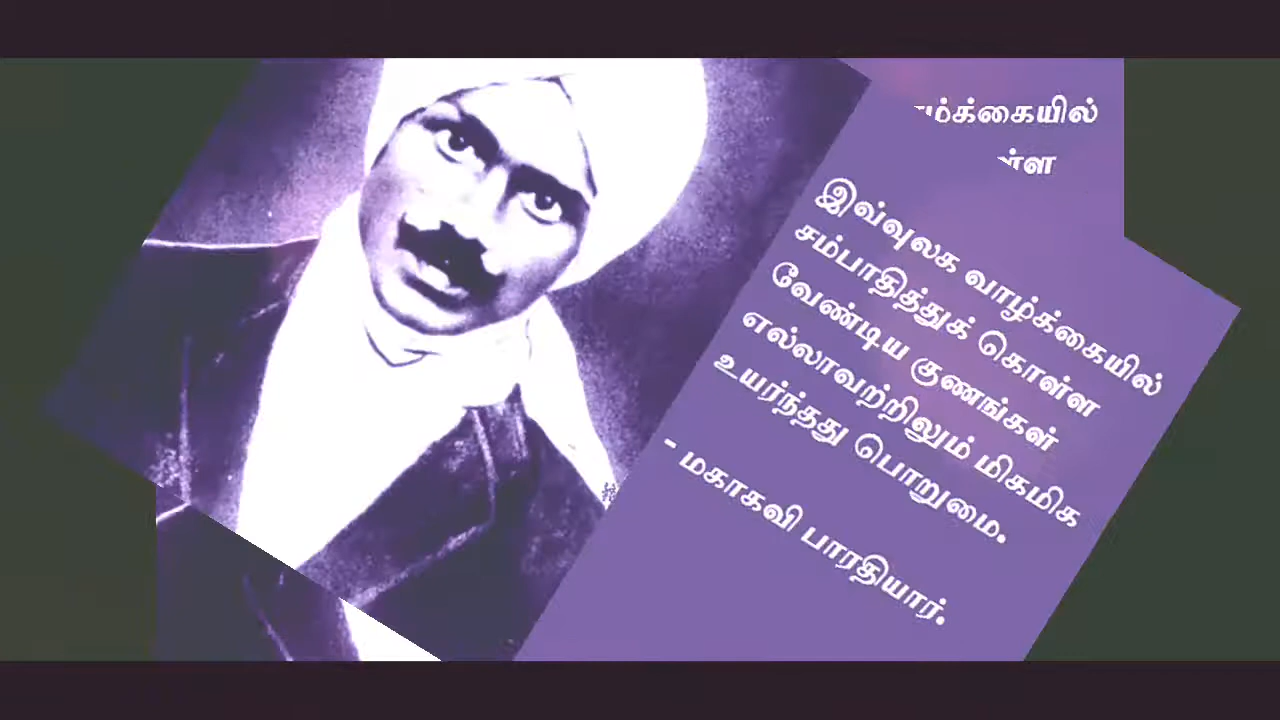 இவ்வுலக வாழ்க்கையில்
சம்பாதித்துக் கொள்ள
வேண்டிய குணங்கள்
எல்லாவற்றிலும் மிகமிக
உயர்ந்தது பொறுமை.
- மகாகவி பாரதியார்.